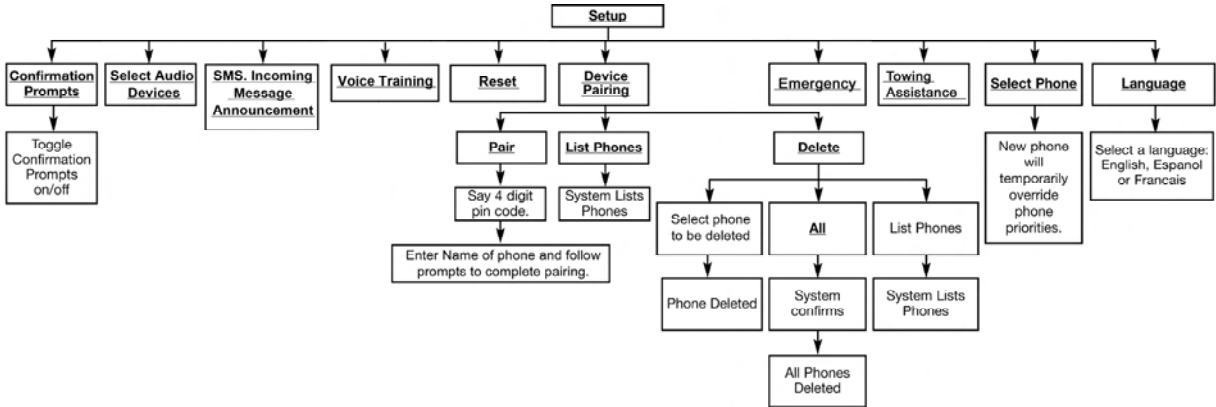 Setup
Confirmation
Prompts
Select Audio
Devices
SMS. Incoming
Message
Announcement
Voice Training
Reset
Device
Pairing
Emergency
Towing
Assistance
Select Phone
Language
Toggle
Confirmation
Prompts
on/off
Pair
List Phones
Delete
New phone
will
temporarily
override
phone
priorities.
Select a language:
English, Espanol
or Francais
Say 4 digit
pin code.
System Lists
Phones
Enter Name of phone and follow
prompts to complete pairing.
Select phone
to be deleted
All
List Phones
Phone Deleted
System
confirms
System Lists
Phones
All Phones
Deleted